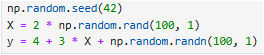 np.random.seed(42)
X = 2 * np.random.rand(100, 1)
y = 4 + 3 * X + np.random.randn(100, 1)